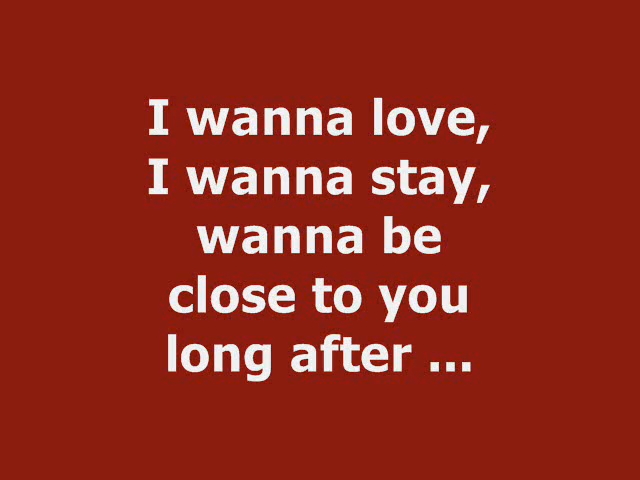 I wanna love,
I wanna stay,
wanna be
close to you
long after ...